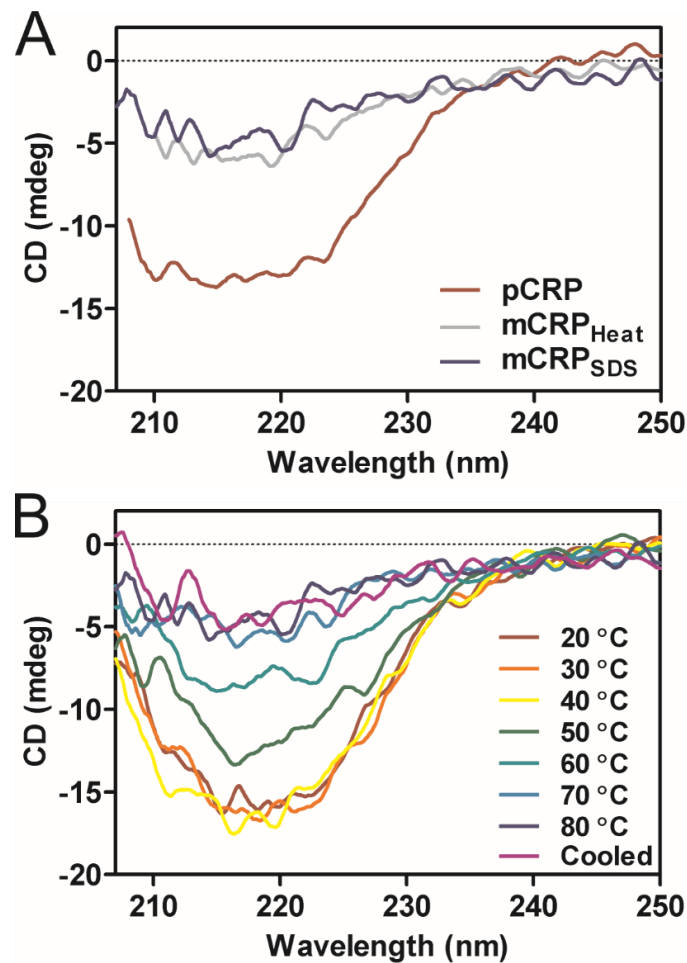 A
0
-5
-10
-15
-20
CD (mdeg)
pCRP
mCRPHeat
mCRPSDS
210 220 230 240 250
Wavelength (nm)
B
0
-5
-10
-15
-20
CD (mdeg)
20 °C
30 °C
40 °C
50 °C
60 °C
70 °C
80 °C
Cooled
210 220 230 240 250
Wavelength (nm)